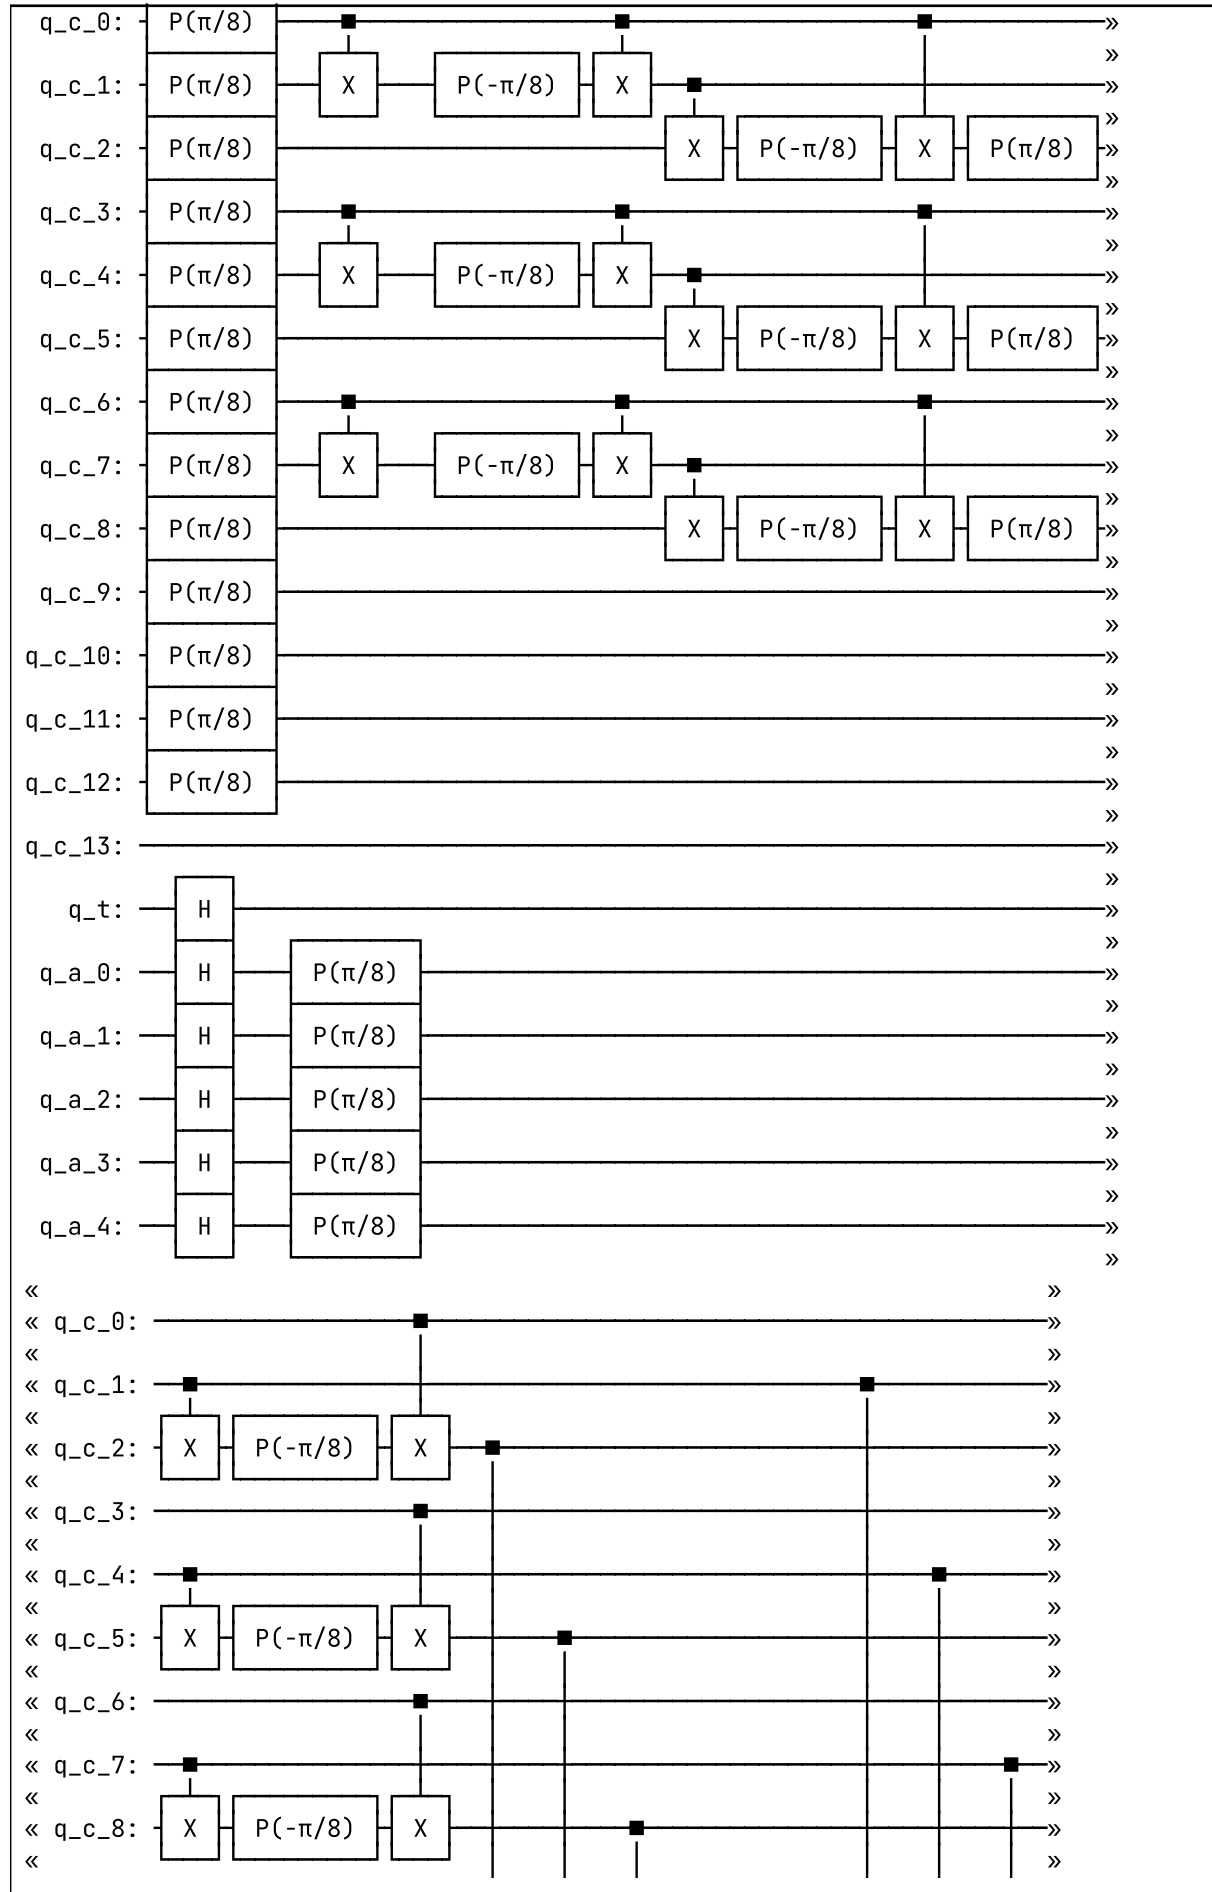 q_c_0: P(π/8) »
»
q_c_1: P(π/8) X P(-π/8) X »
»
q_c_2: P(π/8) X P(-π/8) X P(π/8) »
»
q_c_3: P(π/8) »
»
q_c_4: P(π/8) X P(-π/8) X »
»
q_c_5: P(π/8) X P(-π/8) X P(π/8) »
»
q_c_6: P(π/8) »
»
q_c_7: P(π/8) X P(-π/8) X »
»
q_c_8: P(π/8) X P(-π/8) X P(π/8) »
»
q_c_9: P(π/8) »
»
q_c_10: P(π/8) »
»
q_c_11: P(π/8) »
»
q_c_12: P(π/8) »
»
q_c_13: »
»
q_t: H »
»
q_a_0: H P(π/8) »
»
q_a_1: H P(π/8) »
»
q_a_2: H P(π/8) »
»
q_a_3: H P(π/8) »
»
q_a_4: H P(π/8) »
»
« »
« q_c_0: »
« »
« q_c_1: »
« »
« q_c_2: X P(-π/8) X »
« »
« q_c_3: »
« »
« q_c_4: »
« »
« q_c_5: X P(-π/8) X »
« »
« q_c_6: »
« »
« q_c_7: »
« »
« q_c_8: X P(-π/8) X »
« »